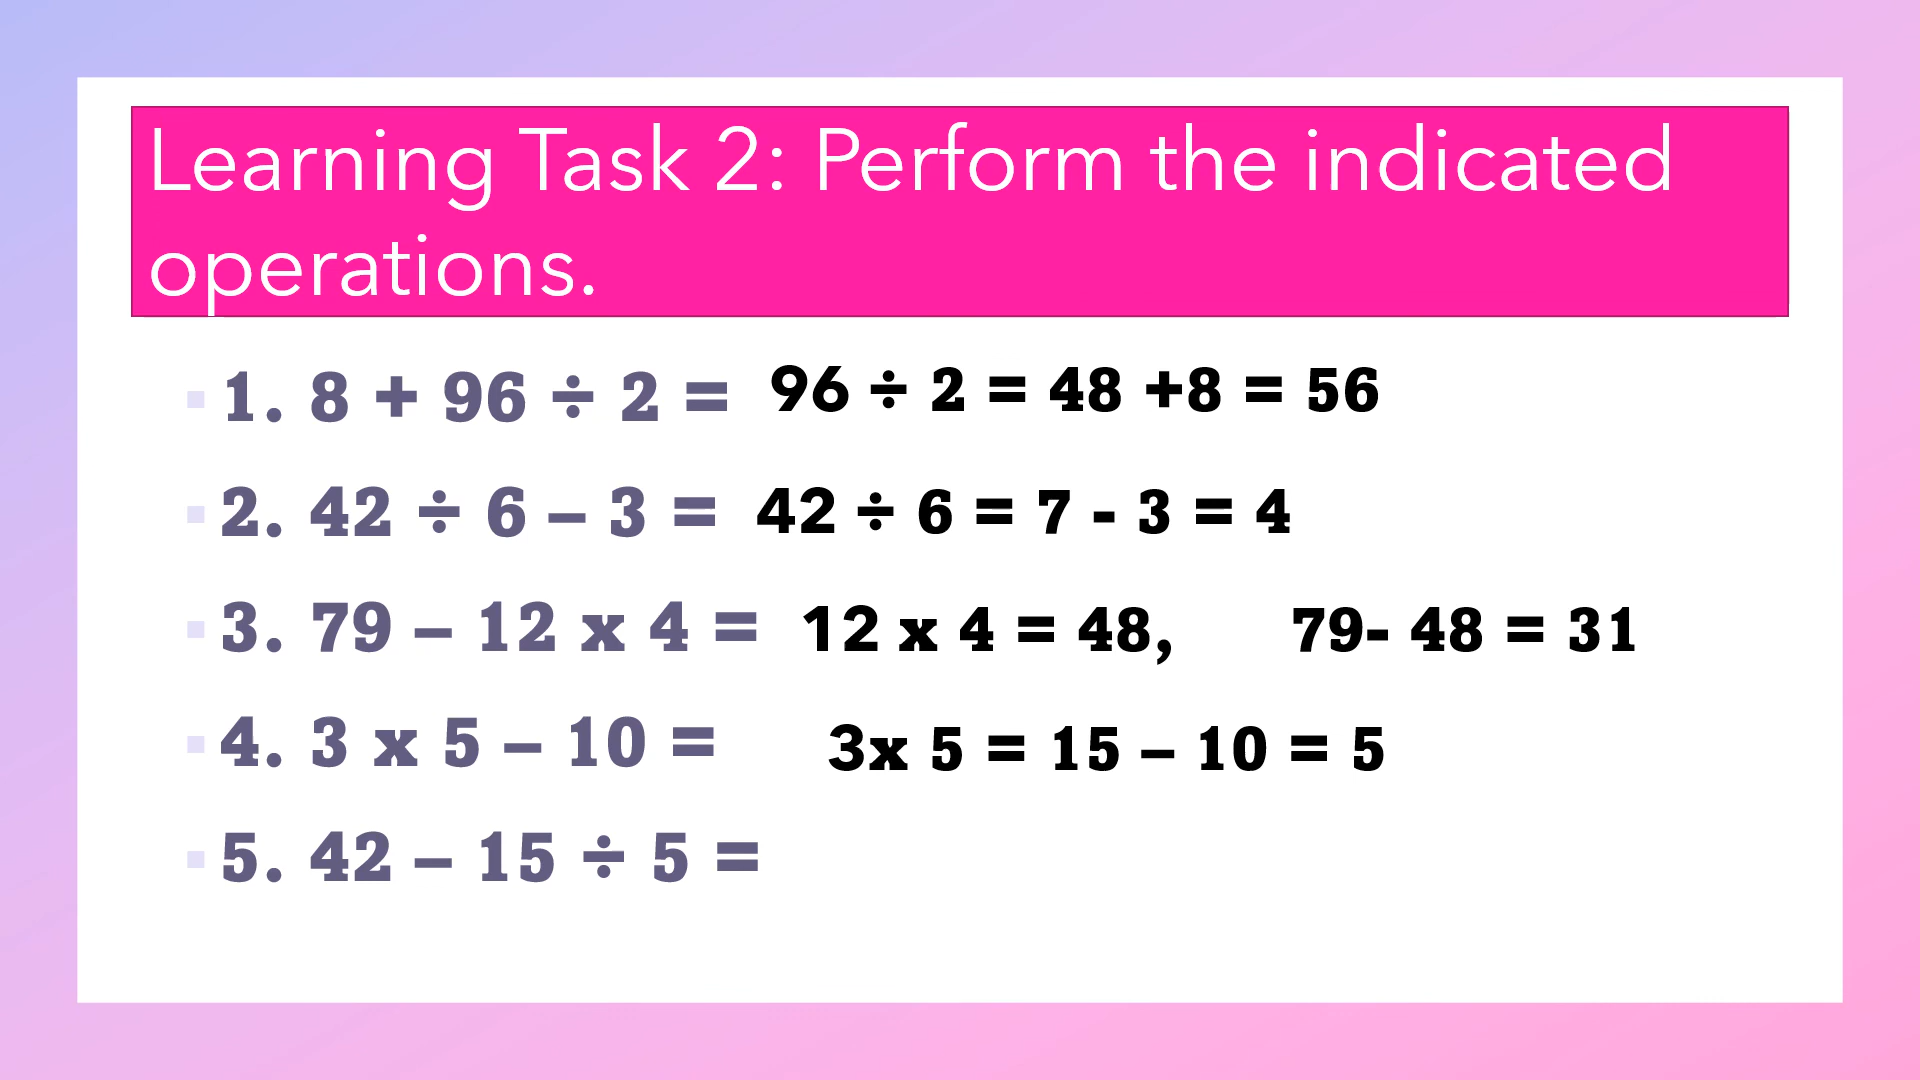 Learning Task 2: Perform the indicated
operations.
▪ 1. 8 + 96 ÷ 2 = 96 ÷ 2 = 48 +8 = 56
▪ 2. 42 ÷ 6 – 3 = 42 ÷ 6 = 7 - 3 = 4
▪ 3. 79 – 12 x 4 = 12 x 4 = 48, 79- 48 = 31
▪ 4. 3 x 5 – 10 = 3x 5 = 15 – 10 = 5
▪ 5. 42 – 15 ÷ 5 =